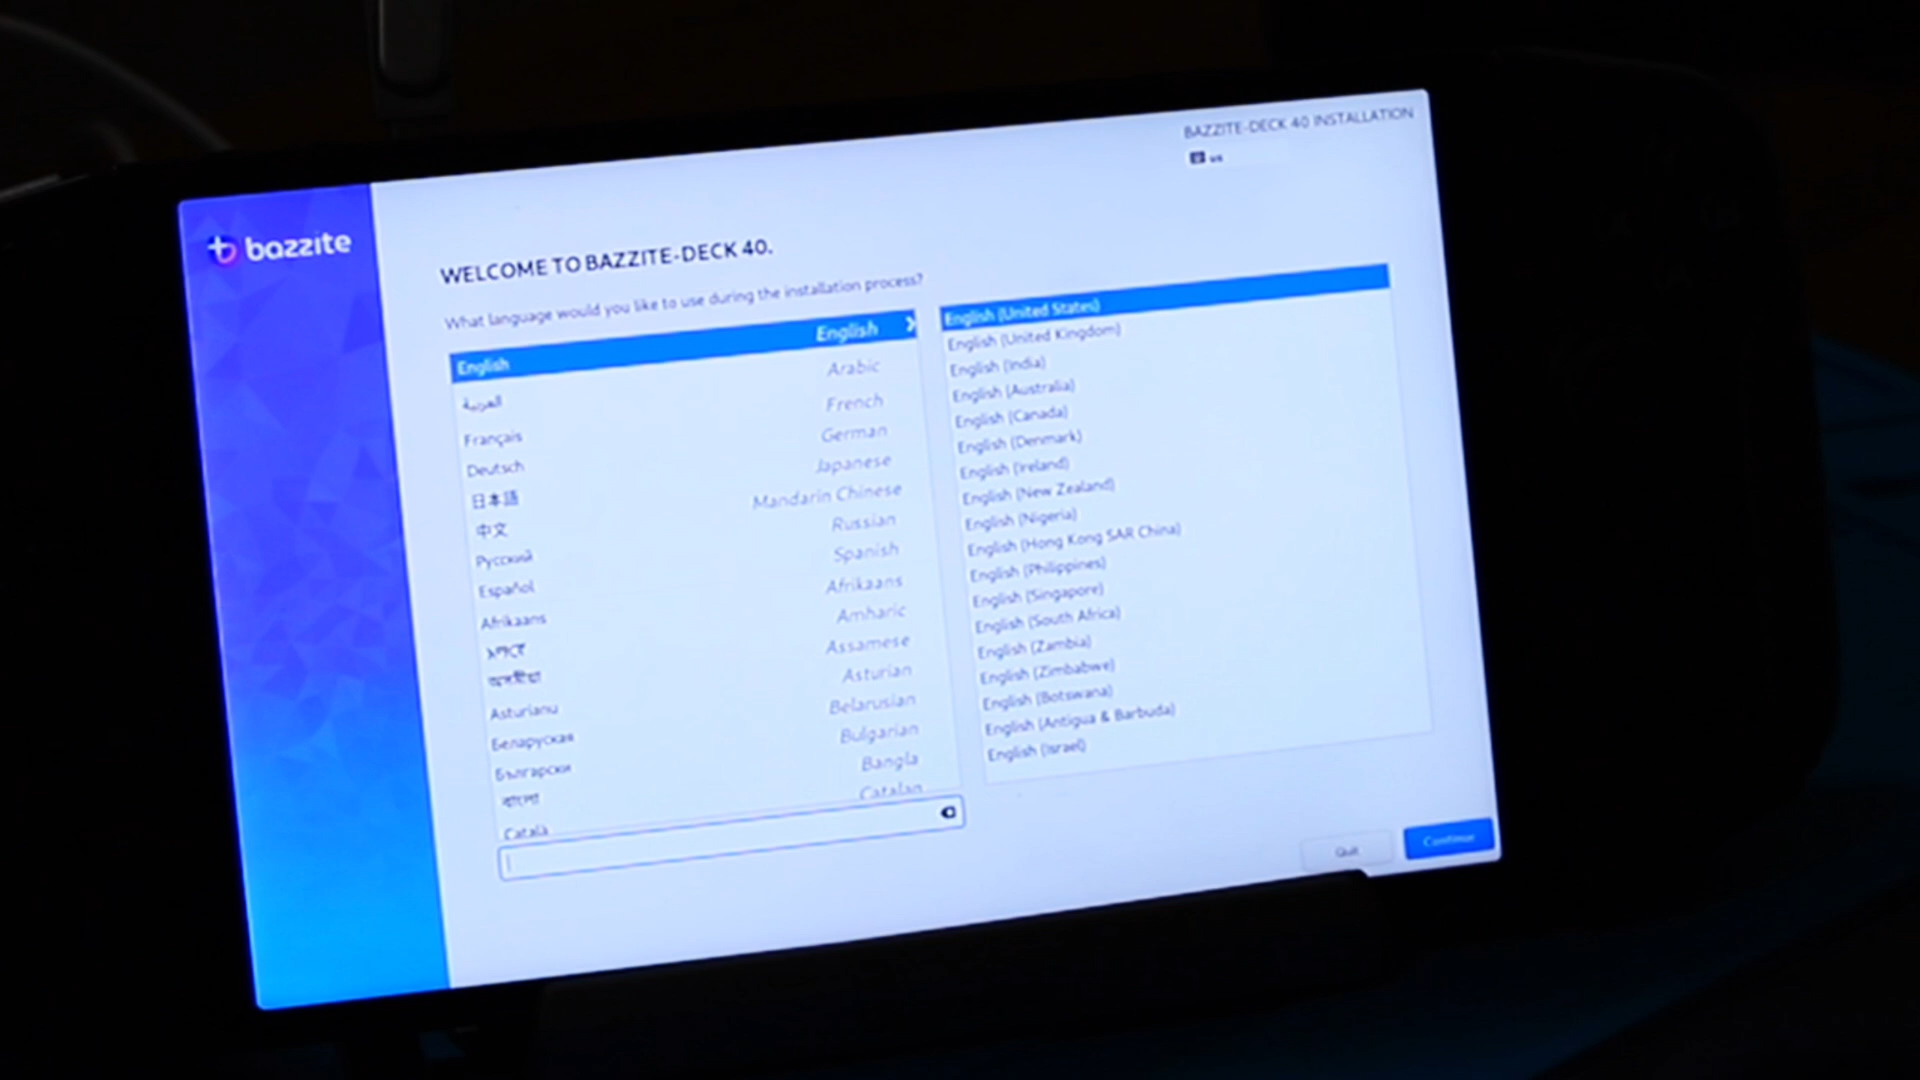 bazzite
BAZZITE-DECK 40 INSTALLATION
us
WELCOME TO BAZZITE-DECK 40.
What language would you like to use during the installation process?
English English
العربية Arabic
Français French
Deutsch German
日本語 Japanese
中文 Mandarin Chinese
Русский Russian
Español Spanish
Afrikaans Afrikaans
አማርኛ Amharic
অসমীয়া Assamese
Asturianu Asturian
Беларуская Belarusian
Български Bulgarian
বাংলা Bangla
Català Catalan
English (United States)
English (United Kingdom)
English (India)
English (Australia)
English (Canada)
English (Denmark)
English (Ireland)
English (New Zealand)
English (Nigeria)
English (Hong Kong SAR China)
English (Philippines)
English (Singapore)
English (South Africa)
English (Zambia)
English (Zimbabwe)
English (Botswana)
English (Antigua & Barbuda)
English (Israel)
Quit
Continue